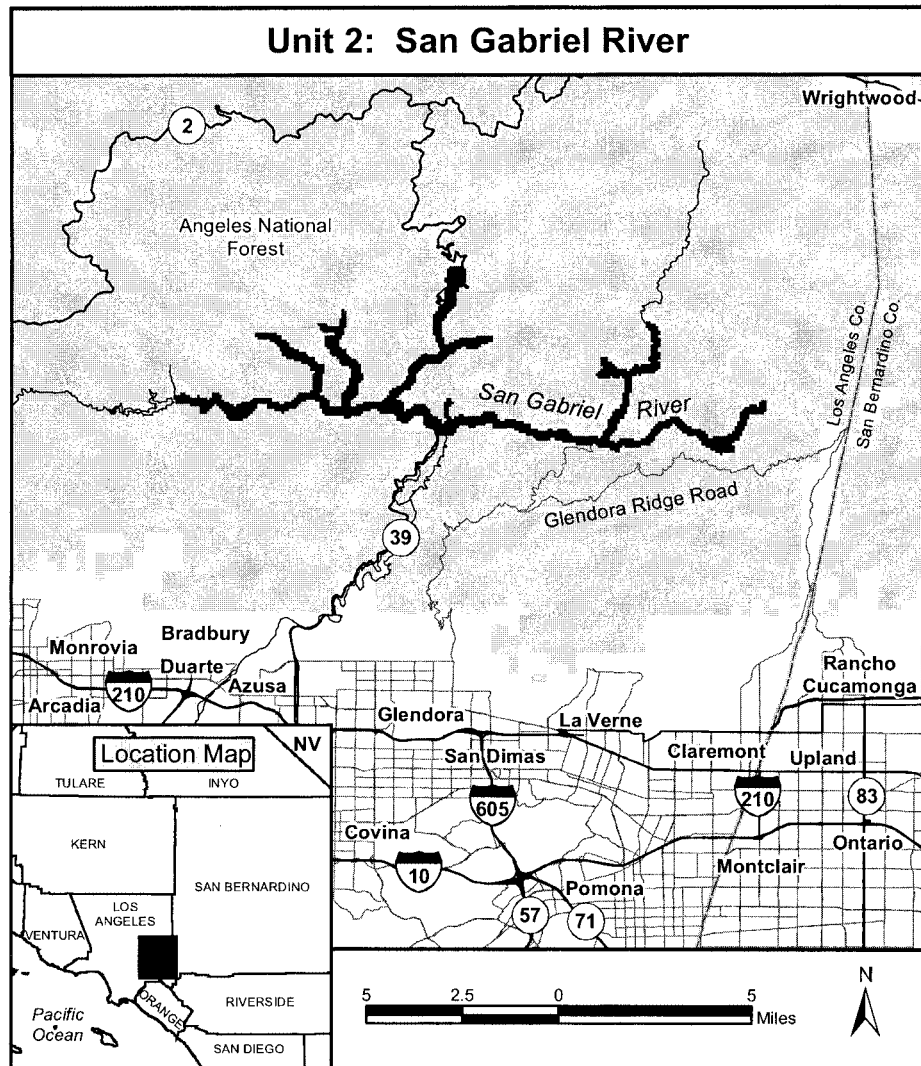 Unit 2: San Gabriel River
Wrightwood
2
Angeles National
Forest
San Gabriel River
Los Angeles Co.
San Bernardino Co.
Glendora Ridge Road
39
Bradbury
Monrovia
Duarte
210
Azusa
Arcadia
Rancho
Cucamonga
Glendora
La Verne
San Dimas
Claremont
Upland
605
210
83
Covina
Ontario
10
Montclair
Pomona
57
71
Location Map
NV
TULARE
INYO
KERN
SAN BERNARDINO
LOS
ANGELES
VENTURA
ORANGE
RIVERSIDE
Pacific
Ocean
SAN DIEGO
5
2.5
0
5
Miles
N